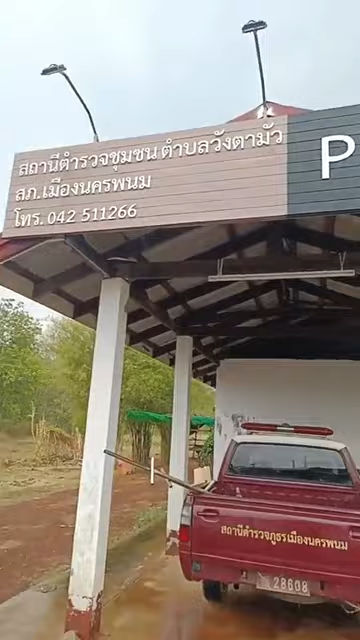 สถานีตำรวจชุมชน ตำบลวังตามัว
สภ.เมืองนครพนม
โทร. 042 511266
P
สถานีตำรวจภูธรเมืองนครพนม
28608